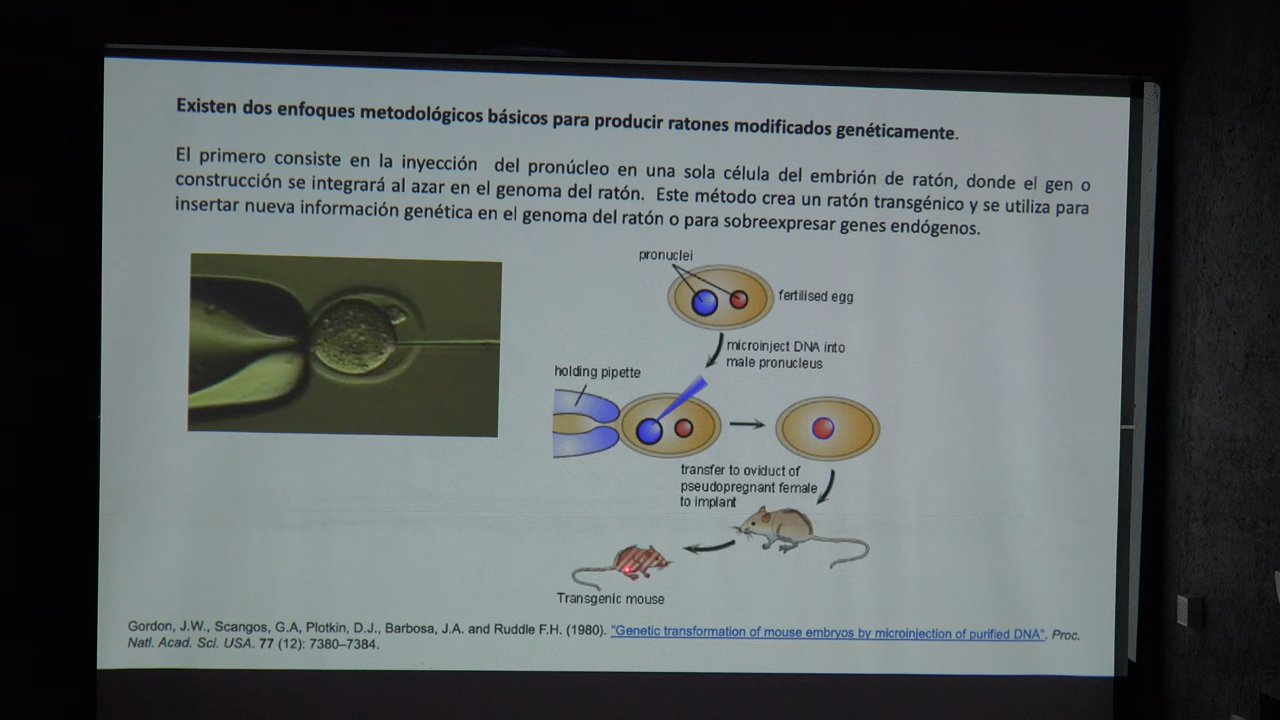 Existen dos enfoques metodológicos básicos para producir ratones modificados genéticamente.
El primero consiste en la inyección del pronúcleo en una sola célula del embrión de ratón, donde el gen o
construcción se integrará al azar en el genoma del ratón. Este método crea un ratón transgénico y se utiliza para
insertar nueva información genética en el genoma del ratón o para sobreexpresar genes endógenos.
pronuclei
fertilised egg
microinject DNA into
male pronucleus
holding pipette
transfer to oviduct of
pseudopregnant female
to implant
Transgenic mouse
Gordon, J.W., Scangos, G.A, Plotkin, D.J., Barbosa, J.A. and Ruddle F.H. (1980). "Genetic transformation of mouse embryos by microinjection of purified DNA". Proc.
Natl. Acad. Sci. USA. 77 (12): 7380–7384.